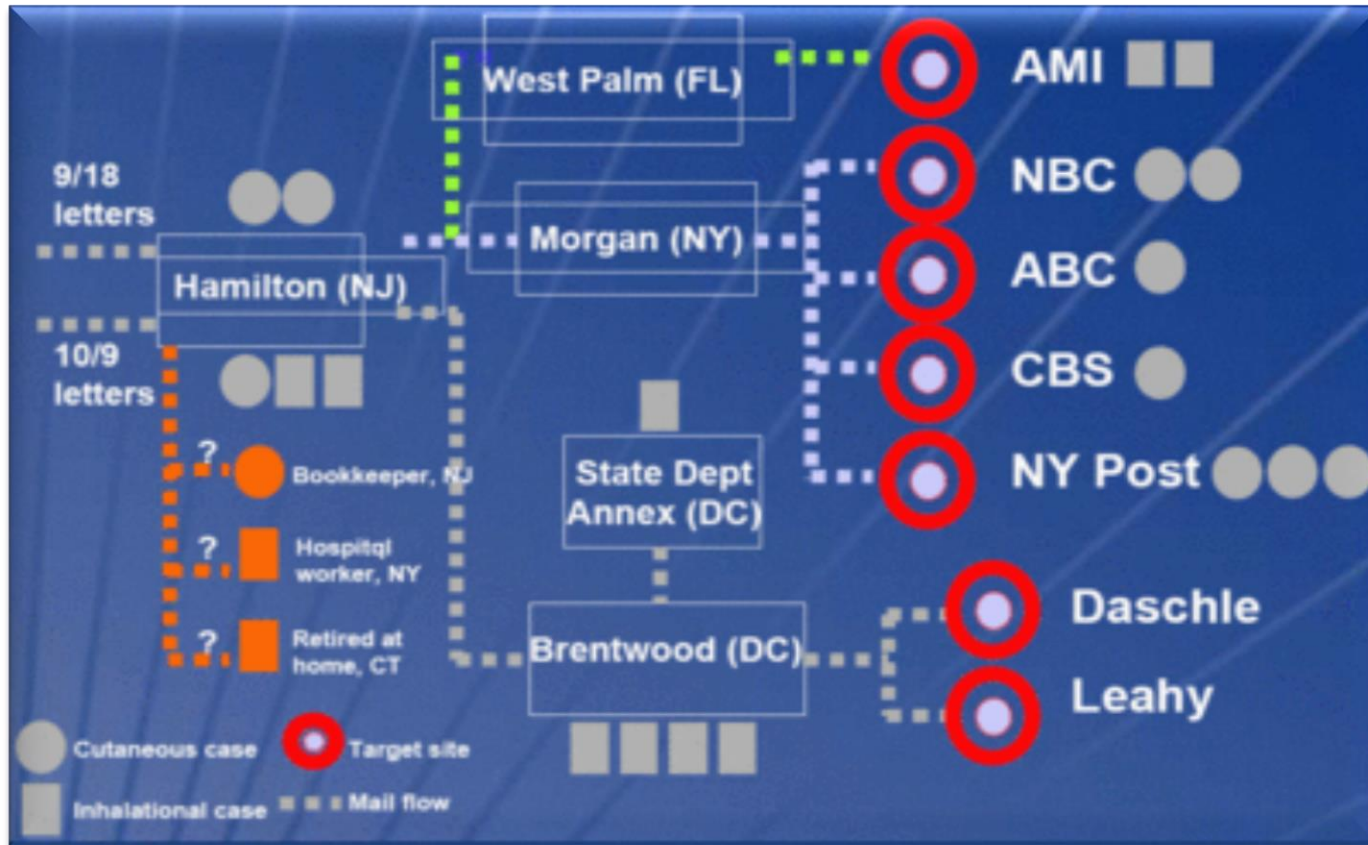 West Palm (FL)
AMI
9/18
letters
NBC
Morgan (NY)
Hamilton (NJ)
ABC
10/9
letters
CBS
?
Bookkeeper, NJ
State Dept
Annex (DC)
NY Post
?
Hospitql
worker, NY
?
Retired at
home, CT
Brentwood (DC)
Daschle
Leahy
Cutaneous case
Target site
Inhalational case
Mail flow